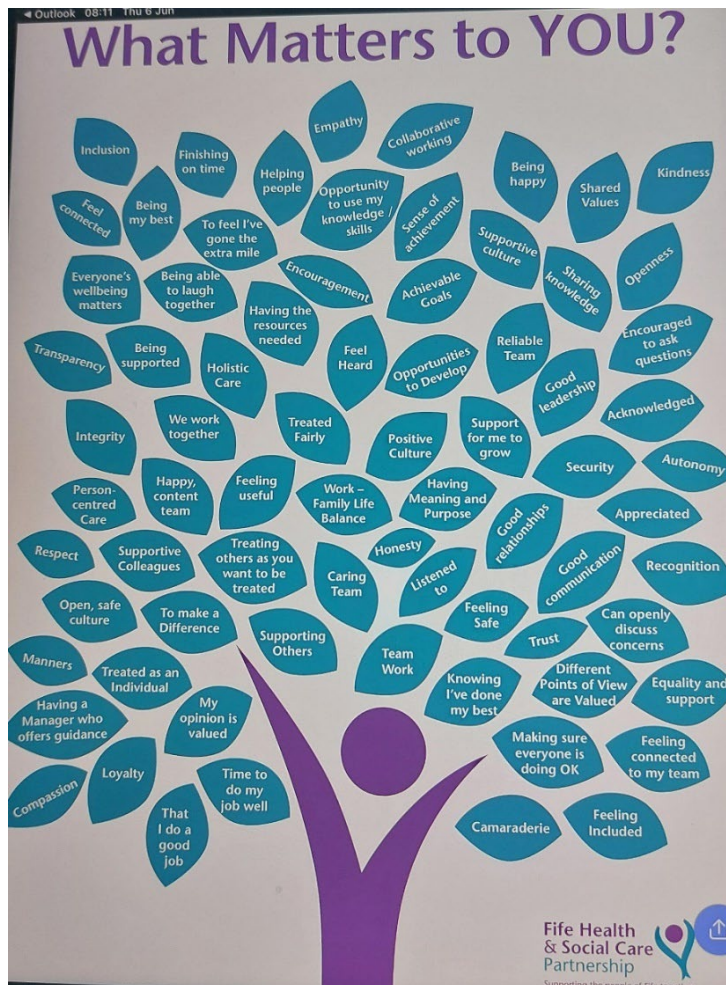 Outlook 08:11 Thu 6 Jun
What Matters to YOU?
Empathy
Collaborative
working
Inclusion
Finishing
on time
Helping
people
Being
happy
Kindness
Shared
Values
Opportunity
to use my
knowledge /
skills
Sense of
achievement
Feel
connected
Being
my best
To feel I've
gone the
extra mile
Supportive
culture
Openness
Sharing
knowledge
Everyone's
wellbeing
matters
Being able
to laugh
together
Encouragement
Achievable
Goals
Having the
resources
needed
Encouraged
to ask
questions
Transparency
Being
supported
Holistic
Care
Feel
Heard
Opportunities
to Develop
Reliable
Team
Good
leadership
Acknowledged
Integrity
We work
together
Treated
Fairly
Positive
Culture
Support
for me to
grow
Security
Autonomy
Person-
centred
Care
Happy,
content
team
Feeling
useful
Work –
Family Life
Balance
Having
Meaning and
Purpose
Good
relationships
Appreciated
Respect
Supportive
Colleagues
Treating
others as you
want to be
treated
Caring
Team
Honesty
Listened
to
Good
communication
Recognition
Open, safe
culture
To make a
Difference
Supporting
Others
Team
Work
Feeling
Safe
Trust
Can openly
discuss
concerns
Manners
Treated as an
Individual
Knowing
I've done
my best
Different
Points of View
are Valued
Equality and
support
Having a
Manager who
offers guidance
My
opinion is
valued
Making sure
everyone is
doing OK
Feeling
connected
to my team
Compassion
Loyalty
Time to
do my
job well
That
I do a
good
job
Camaraderie
Feeling
Included
Fife Health
& Social Care
Partnership